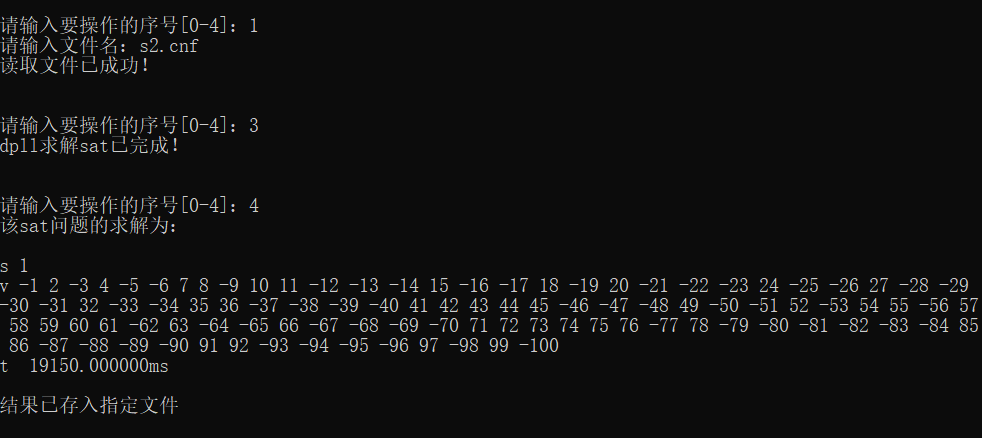 请输入要操作的序号[0-4]：1
请输入文件名：s2.cnf
读取文件已成功！
请输入要操作的序号[0-4]：3
dpll求解sat已完成！
请输入要操作的序号[0-4]：4
该sat问题的求解为：
s 1
v -1 2 -3 4 -5 -6 7 8 -9 10 11 -12 -13 -14 15 -16 -17 18 -19 20 -21 -22 -23 24 -25 -26 27 -28 -29
-30 -31 32 -33 -34 35 36 -37 -38 -39 -40 41 42 43 44 45 -46 -47 -48 49 -50 -51 52 -53 54 55 -56 57
58 59 60 61 -62 63 -64 -65 66 -67 -68 -69 -70 71 72 73 74 75 76 -77 78 -79 -80 -81 -82 -83 -84 85
86 -87 -88 -89 -90 91 92 -93 -94 -95 -96 97 -98 99 -100
t  19150.000000ms
结果已存入指定文件